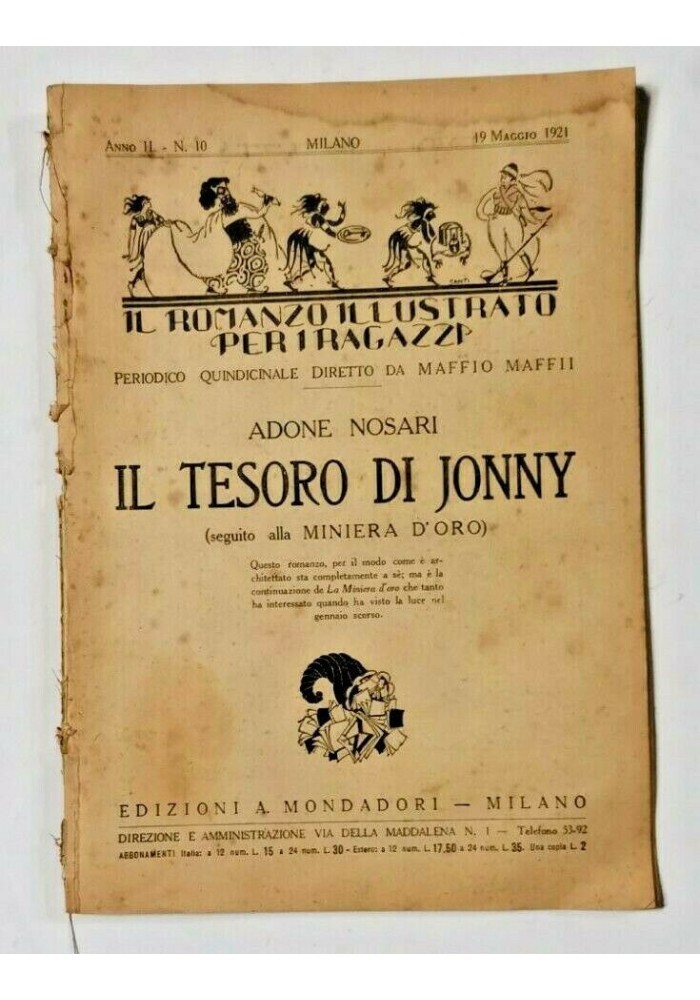 ANNO II. - N. 10 MILANO 19 MAGGIO 1921
SANTI
IL ROMANZO ILLUSTRATO
PER I RAGAZZI
PERIODICO QUINDICINALE DIRETTO DA MAFFIO MAFFII
ADONE NOSARI
IL TESORO DI JONNY
(seguito alla MINIERA D'ORO)
Questo romanzo, per il modo come è ar-
chitettato sta completamente a sè; ma è la
continuazione de La Miniera d'oro che tanto
ha interessato quando ha visto la luce nel
gennaio scorso.
EDIZIONI A. MONDADORI — MILANO
DIREZIONE E AMMINISTRAZIONE VIA DELLA MADDALENA N. 1 — Telefono 53-92
ABBONAMENTI Italia: a 12 num. L. 15 a 24 num. L. 30 - Estero: a 12 num. L. 17,50 a 24 num. L. 35. Una copia L. 2